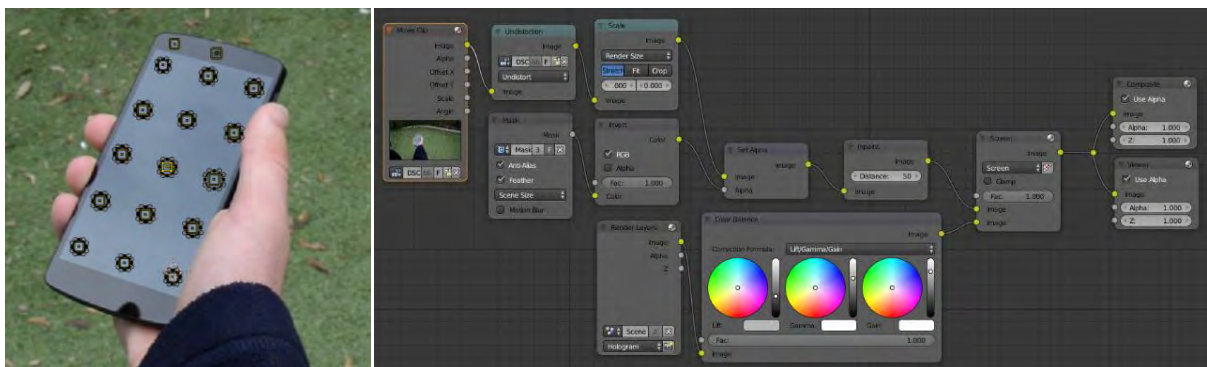 Movie Clip
Image
Alpha
Offset X
Offset Y
Scale
Angle
DSC
F
Undistortion
Image
DSC
F
Undistort
Image
Scale
Image
Render Size
Stretch Fit Crop
Image
Mask
Mask
Mask 3 F
Anti-Alias
Feather
Scene Size
Motion Blur
Invert
Color
RGB
Alpha
Fac: 1.000
Color
Set Alpha
Image
Image
Alpha
Inpaint
Image
Distance: 50
Image
Render Layers
Image
Alpha
Z
Scene
Hologram
Color Balance
Image
Correction Formula: Lift/Gamma/Gain
Lift: Gamma: Gain:
Fac: 1.000
Image
Screen
Image
Screen
Clamp
Fac: 1.000
Image
Image
Composite
Use Alpha
Image
Alpha: 1.000
Z: 1.000
Viewer
Use Alpha
Image
Alpha: 1.000
Z: 1.000